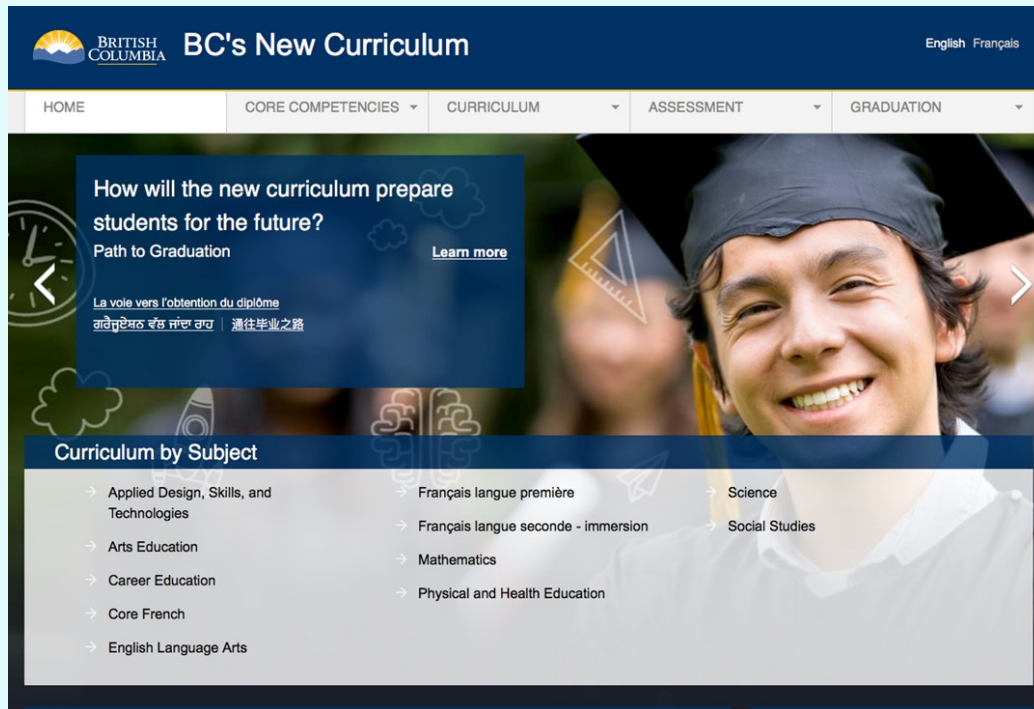 BRITISH
COLUMBIA
BC's New Curriculum
English Français
HOME
CORE COMPETENCIES
CURRICULUM
ASSESSMENT
GRADUATION
How will the new curriculum prepare
students for the future?
Path to Graduation
Learn more
La voie vers l'obtention du diplôme
ਗਰੈਜੂਏਸ਼ਨ ਵੱਲ ਜਾਂਦਾ ਰਾਹ | 通往毕业之路
Curriculum by Subject
Applied Design, Skills, and
Technologies
Arts Education
Career Education
Core French
English Language Arts
Français langue première
Français langue seconde - immersion
Mathematics
Physical and Health Education
Science
Social Studies